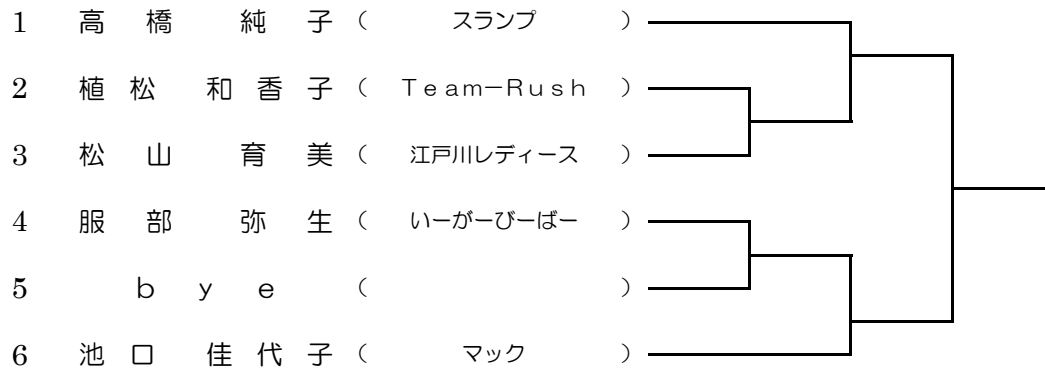 1 高橋 純子 （ スランプ ）
2 植松 和香子 （ Ｔｅａｍ－Ｒｕｓｈ ）
3 松山 育美 （ 江戸川レディース ）
4 服部 弥生 （ いーがーびーばー ）
5 ｂｙｅ （ ）
6 池口 佳代子 （ マック ）